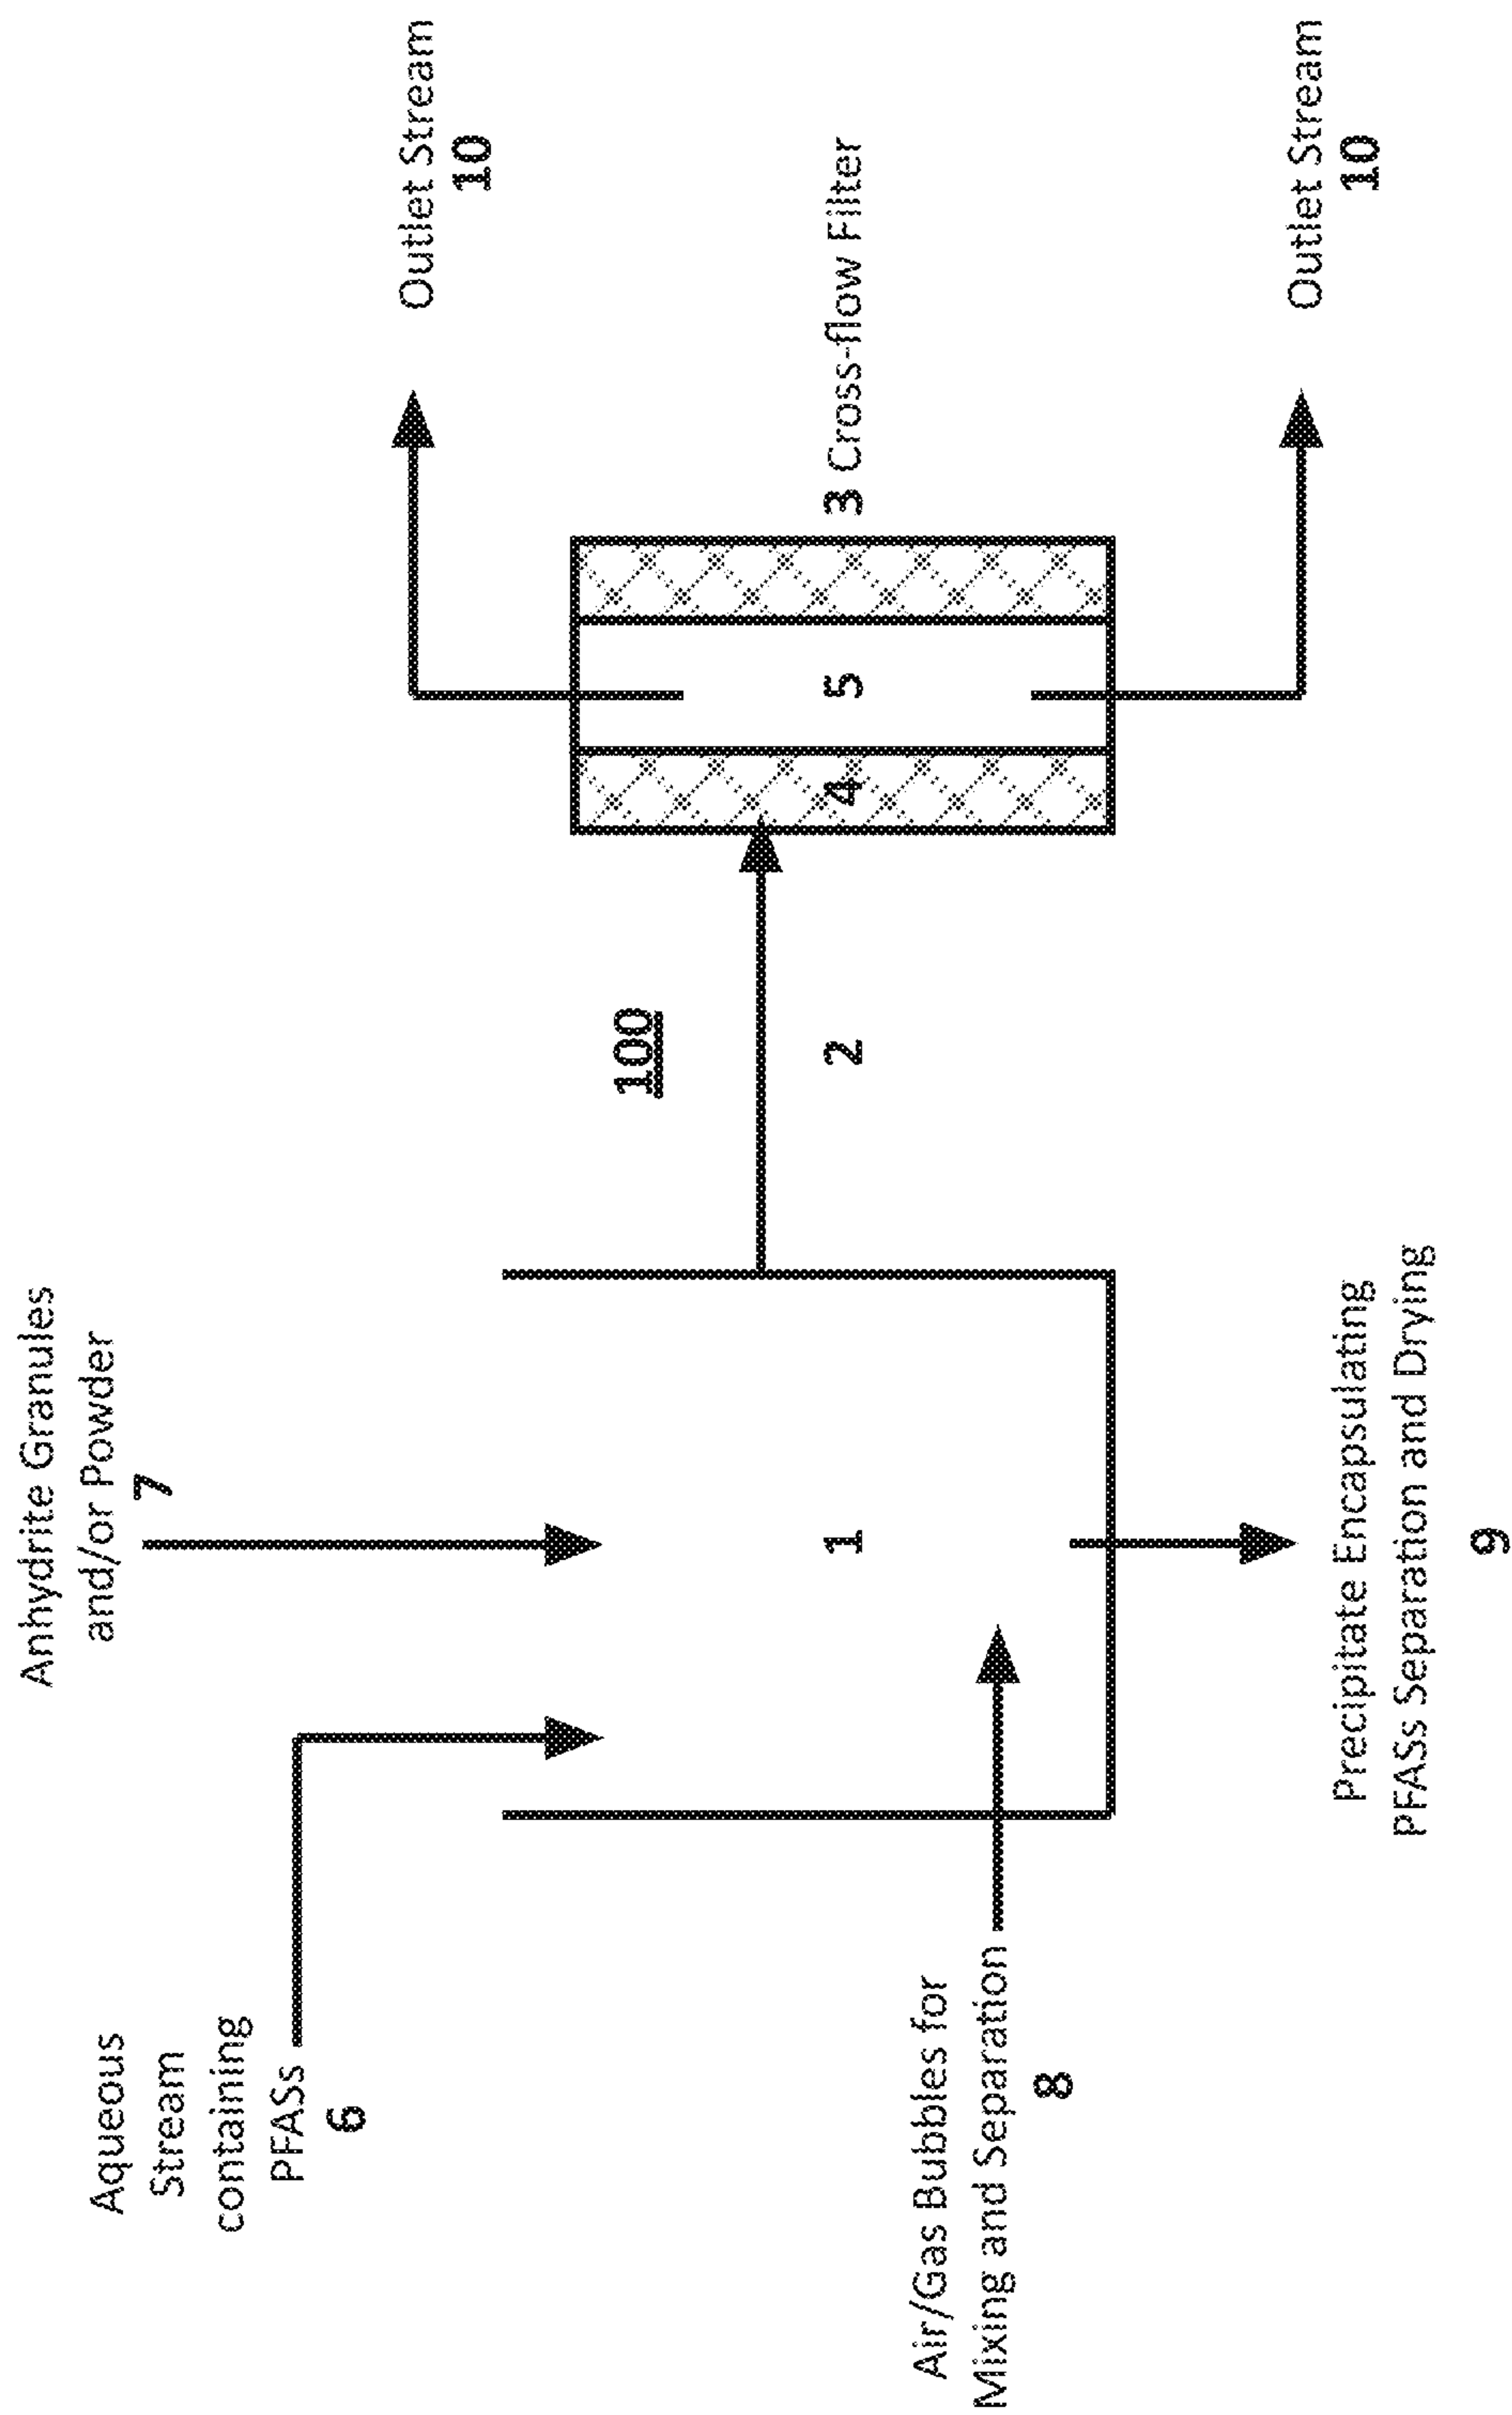 Aqueous
Stream
containing
PFASs
6
Anhydrite Granules
and/or Powder
7
Air/Gas Bubbles for
Mixing and Separation
8
1
Precipitate Encapsulating
PFASs Separation and Drying
9
100
2
4
5
3 Cross-flow Filter
Outlet Stream
10
Outlet Stream
10